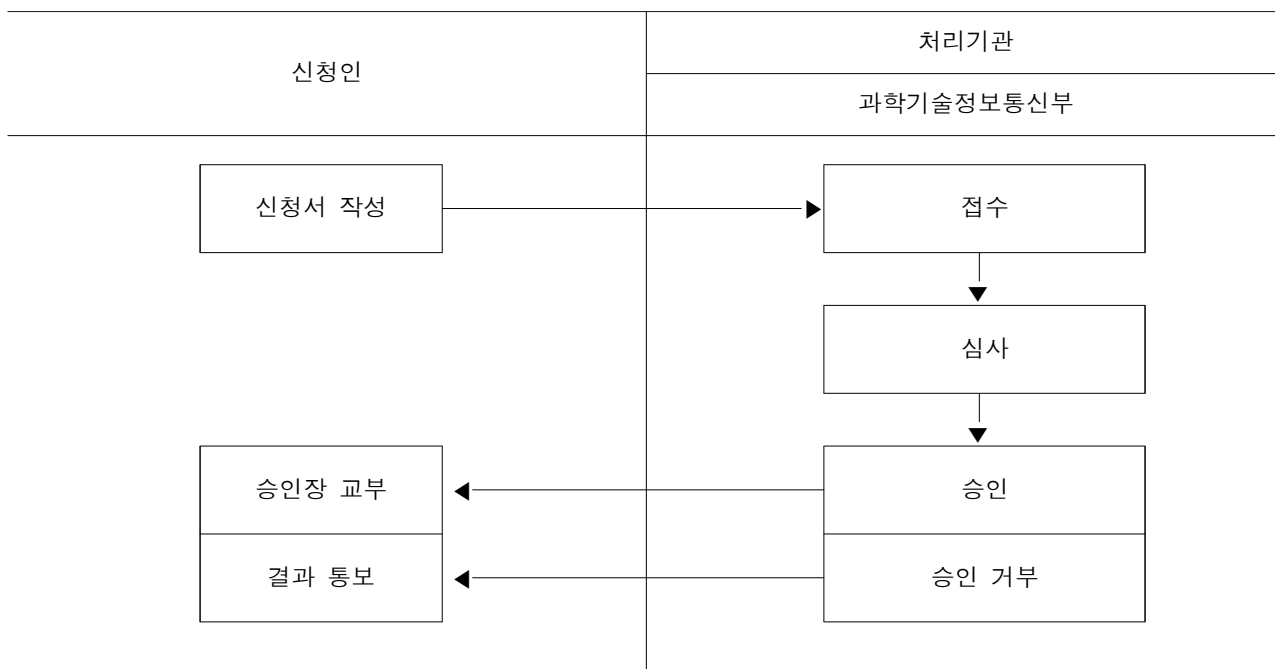 신청인
처리기관
과학기술정보통신부
신청서 작성
접수
심사
승인장 교부
승인
결과 통보
승인 거부